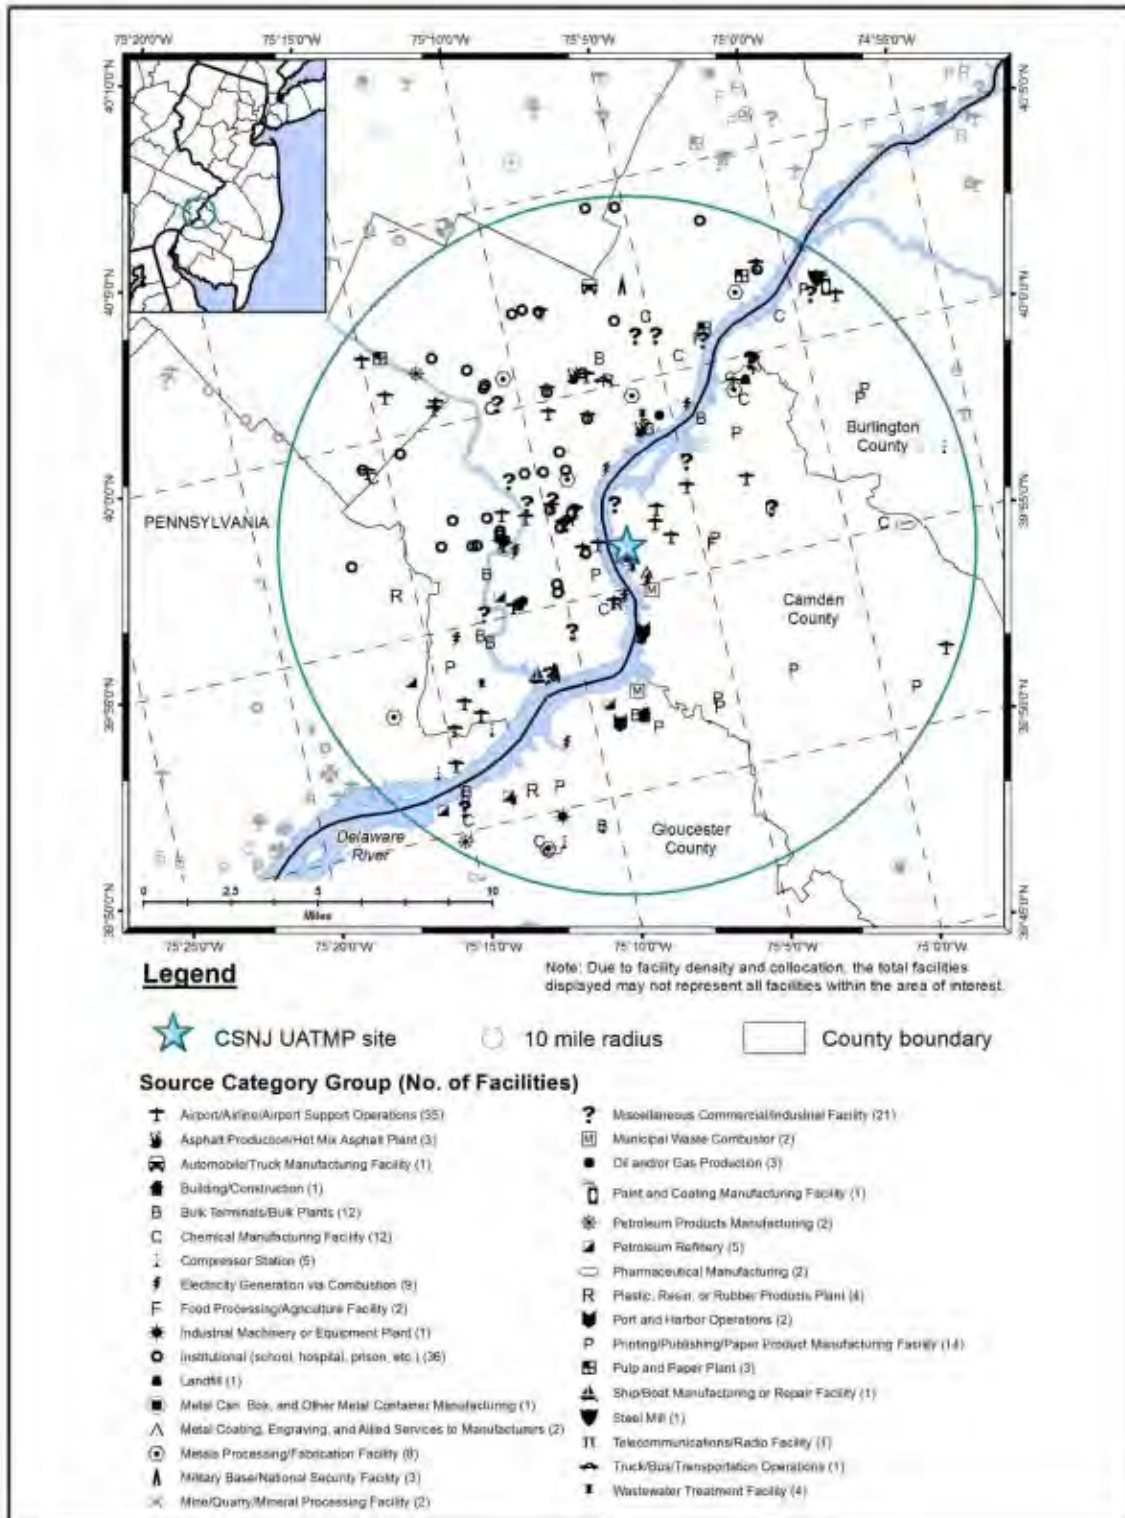 75°20'0"W 75°15'0"W 75°10'0"W 75°5'0"W 75°0'0"W 74°55'0"W
40°10'0"N
40°5'0"N
40°0'0"N
Burlington
County
40°0'0"N
39°55'0"N
PENNSYLVANIA
Camden
County
39°50'0"N
Delaware
River
Gloucester
County
0 2.5 5 10
Miles
39°45'0"N
75°25'0"W 75°20'0"W 75°15'0"W 75°10'0"W 75°5'0"W 75°0'0"W
Legend
Note: Due to facility density and collocation, the total facilities
displayed may not represent all facilities within the area of interest.
CSNJ UATMP site
10 mile radius
County boundary
Source Category Group (No. of Facilities)
Airport/Airline/Airport Support Operations (35)
Asphalt Production/Hot Mix Asphalt Plant (3)
Automobile/Truck Manufacturing Facility (1)
Building/Construction (1)
B Bulk Terminals/Bulk Plants (12)
C Chemical Manufacturing Facility (12)
Compressor Station (5)
Electricity Generation via Combustion (9)
F Food Processing/Agriculture Facility (2)
Industrial Machinery or Equipment Plant (1)
Institutional (school, hospital, prison, etc.) (36)
Landfill (1)
Metal Can, Box, and Other Metal Container Manufacturing (1)
Metal Coating, Engraving, and Allied Services to Manufacturers (2)
Metals Processing/Fabrication Facility (8)
Military Base/National Security Facility (3)
Mine/Quarry/Mineral Processing Facility (2)
? Miscellaneous Commercial/Industrial Facility (21)
M Municipal Waste Combustor (2)
Oil and/or Gas Production (3)
Paint and Coating Manufacturing Facility (1)
Petroleum Products Manufacturing (2)
Petroleum Refinery (5)
Pharmaceutical Manufacturing (2)
R Plastic, Resin, or Rubber Products Plant (4)
Port and Harbor Operations (2)
P Printing/Publishing/Paper Product Manufacturing Facility (14)
Pulp and Paper Plant (3)
Ship/Boat Manufacturing or Repair Facility (1)
Steel Mill (1)
Telecommunications/Radio Facility (1)
Truck/Bus/Transportation Operations (1)
Wastewater Treatment Facility (4)